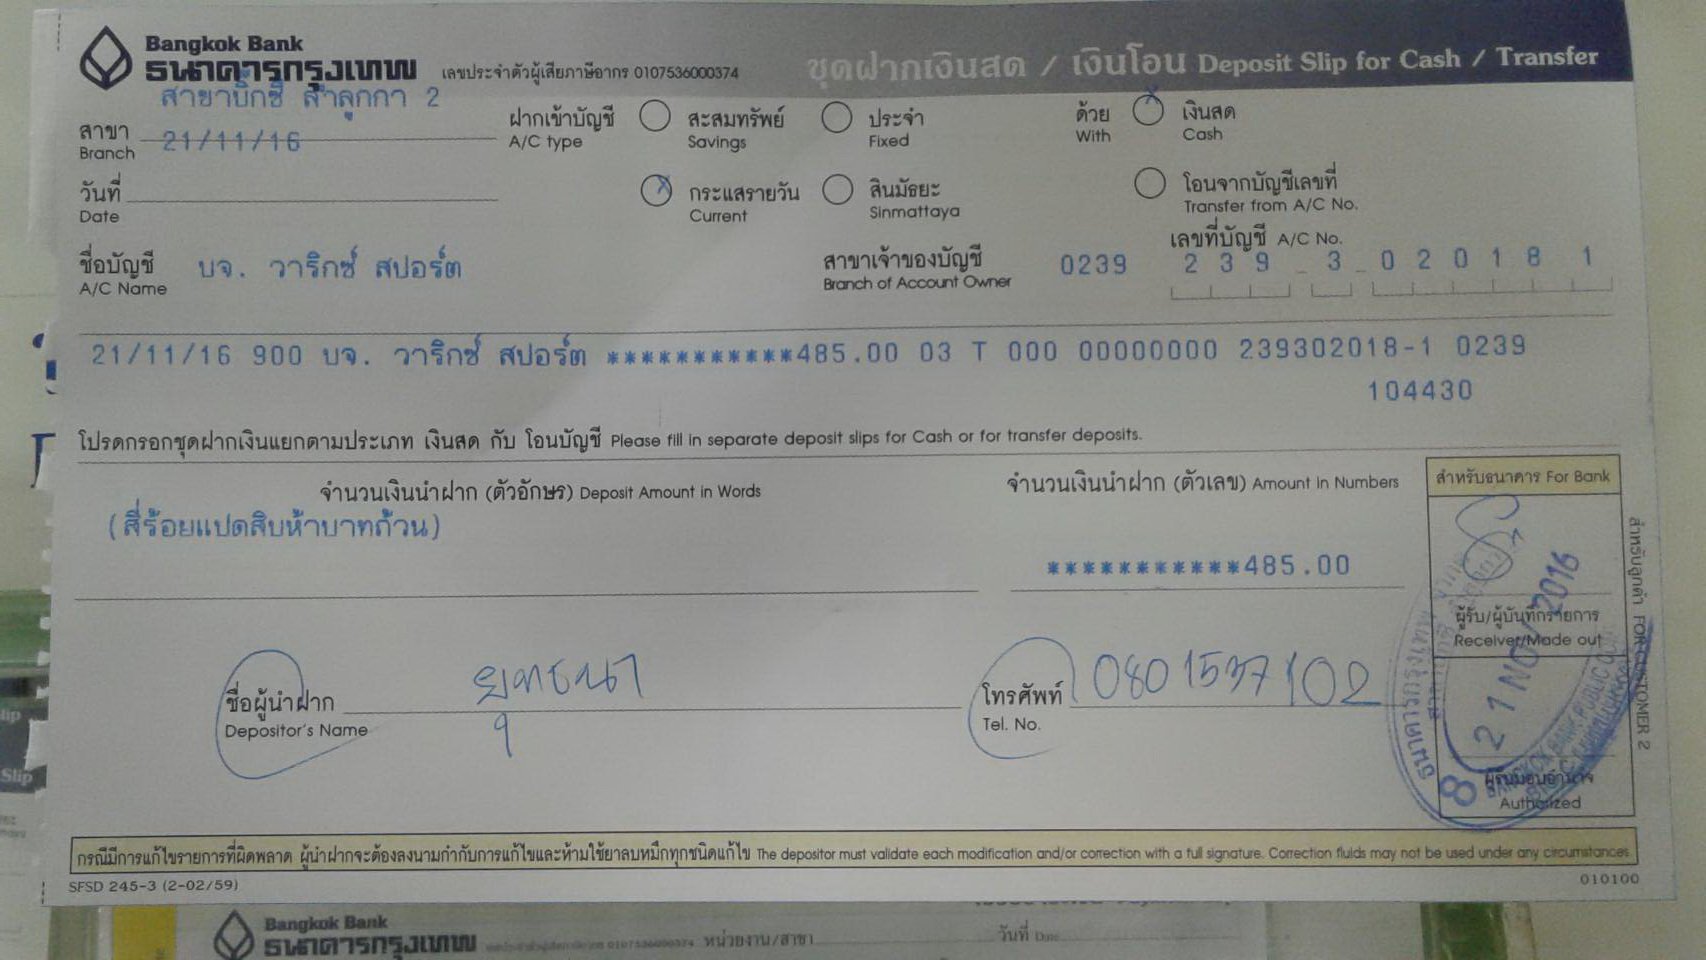 Bangkok Bank
ธนาคารกรุงเทพ เลขประจำตัวผู้เสียภาษีอากร 0107536000374 ชุดฝากเงินสด / เงินโอน Deposit Slip for Cash / Transfer
สาขาบิ๊กซี ลำลูกกา 2
สาขา 21/11/16 ฝากเข้าบัญชี สะสมทรัพย์ ประจำ ด้วย เงินสด
Branch A/C type Savings Fixed With Cash
วันที่ กระแสรายวัน สินมัธยะ โอนจากบัญชีเลขที่
Date Current Sinmattaya Transfer from A/C No.
เลขที่บัญชี A/C No.
ชื่อบัญชี บจ. วาริกซ์ สปอร์ต สาขาเจ้าของบัญชี 0239 2 3 9 3 0 2 0 1 8 1
A/C Name Branch of Account Owner
21/11/16 900 บจ. วาริกซ์ สปอร์ต ***********485.00 03 T 000 00000000 239302018-1 0239
104430
โปรดกรอกชุดฝากเงินแยกตามประเภท เงินสด กับ โอนบัญชี Please fill in separate deposit slips for Cash or for transfer deposits.
จำนวนเงินนำฝาก (ตัวอักษร) Deposit Amount in Words จำนวนเงินนำฝาก (ตัวเลข) Amount in Numbers สำหรับธนาคาร For Bank
(สี่ร้อยแปดสิบห้าบาทถ้วน)
***********485.00
ผู้รับ/ผู้บันทึกรายการ
Receiver/Made out
ชื่อผู้นำฝาก ยุทธนา โทรศัพท์ 0801537102
Depositor's Name Tel. No.
21 NOV 2016
8
ผู้รับมอบอำนาจ
Authorized
สำหรับลูกค้า FOR CUSTOMER 2
กรณีมีการแก้ไขรายการที่ผิดพลาด ผู้นำฝากจะต้องลงนามกำกับการแก้ไขและห้ามใช้ยาลบหมึกทุกชนิดแก้ไข The depositor must validate each modification and/or correction with a full signature. Correction fluids may not be used under any circumstances
SFSD 245-3 (2-02/59) 010100
Bangkok Bank
ธนาคารกรุงเทพ หน่วยงาน/สาขา วันที่ Date
Slip